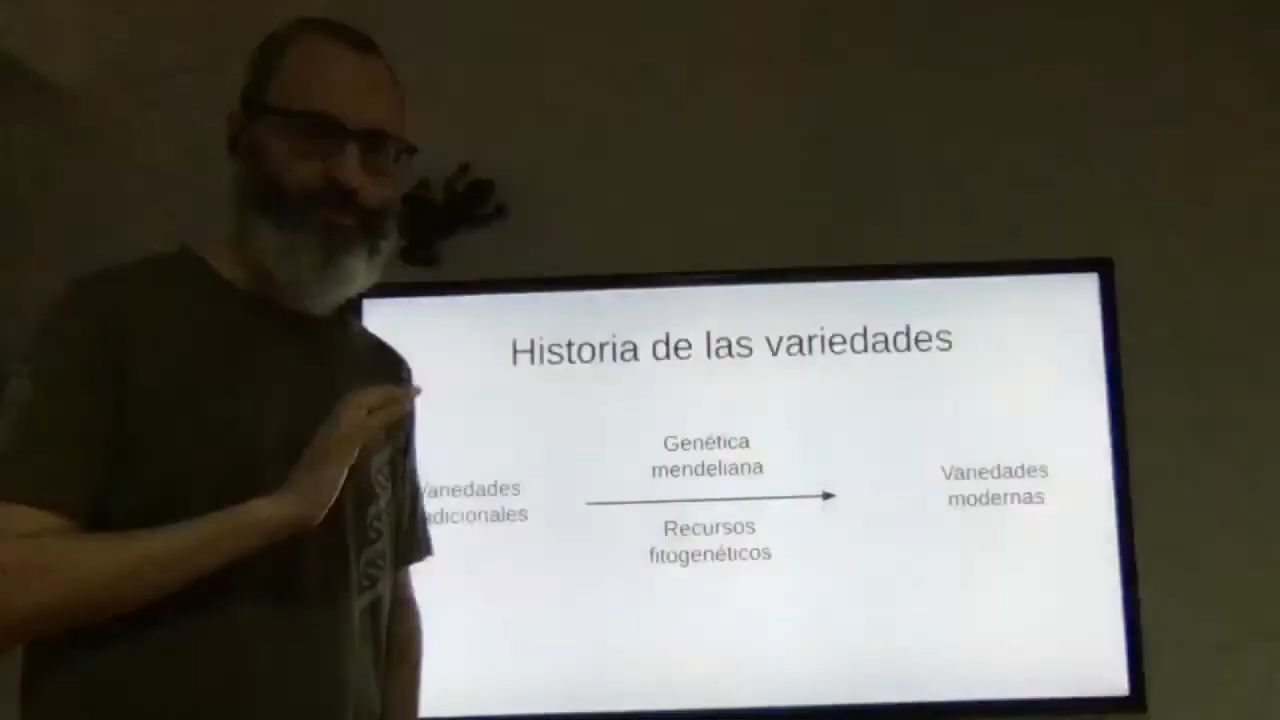 Historia de las variedades
Genética
mendeliana
Variedades
Variedades
modernas
Recursos
fitogenéticos